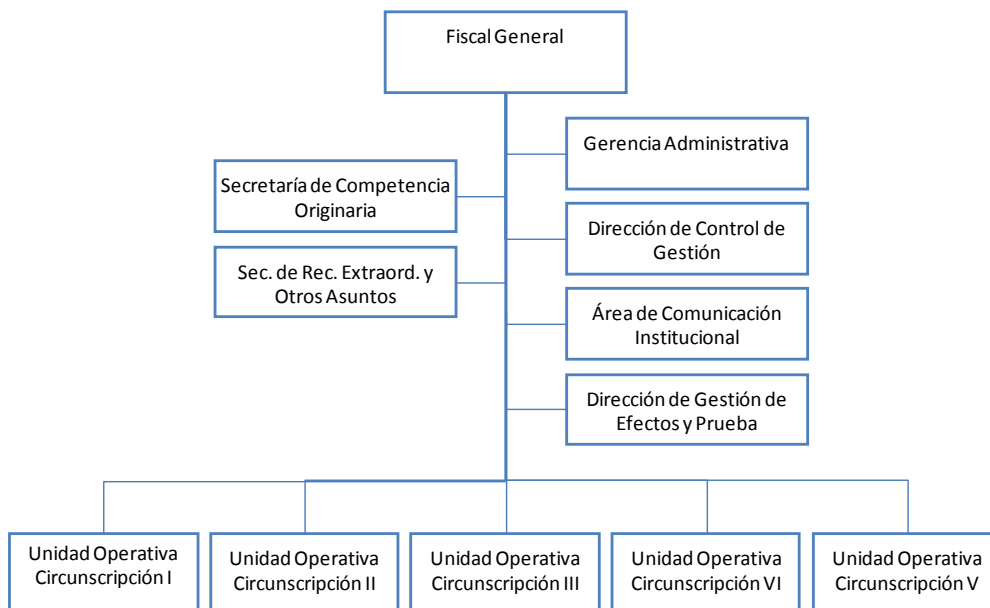 Fiscal General
Gerencia Administrativa
Secretaría de Competencia
Originaria
Dirección de Control de
Gestión
Sec. de Rec. Extraord. y
Otros Asuntos
Área de Comunicación
Institucional
Dirección de Gestión de
Efectos y Prueba
Unidad Operativa
Circunscripción I
Unidad Operativa
Circunscripción II
Unidad Operativa
Circunscripción III
Unidad Operativa
Circunscripción VI
Unidad Operativa
Circunscripción V